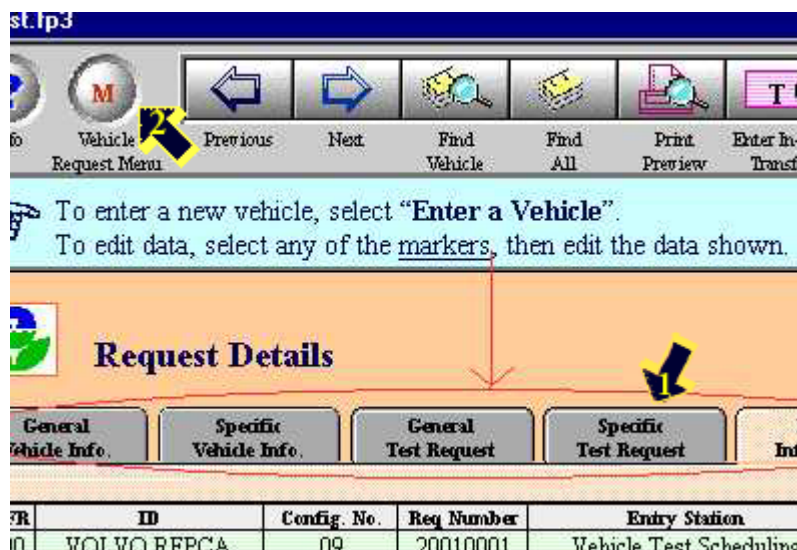 st.fp3
M
2
T
Vehicle
Request Menu
Previous
Next
Find
Vehicle
Find
All
Print
Preview
Enter In-
Transf
To enter a new vehicle, select “Enter a Vehicle”.
To edit data, select any of the markers, then edit the data shown.
Request Details
1
General
Vehicle Info.
Specific
Vehicle Info.
General
Test Request
Specific
Test Request
ID
Config. No.
Req Number
Entry Station
VOLVO REPCA
09
20010001
Vehicle Test Scheduling